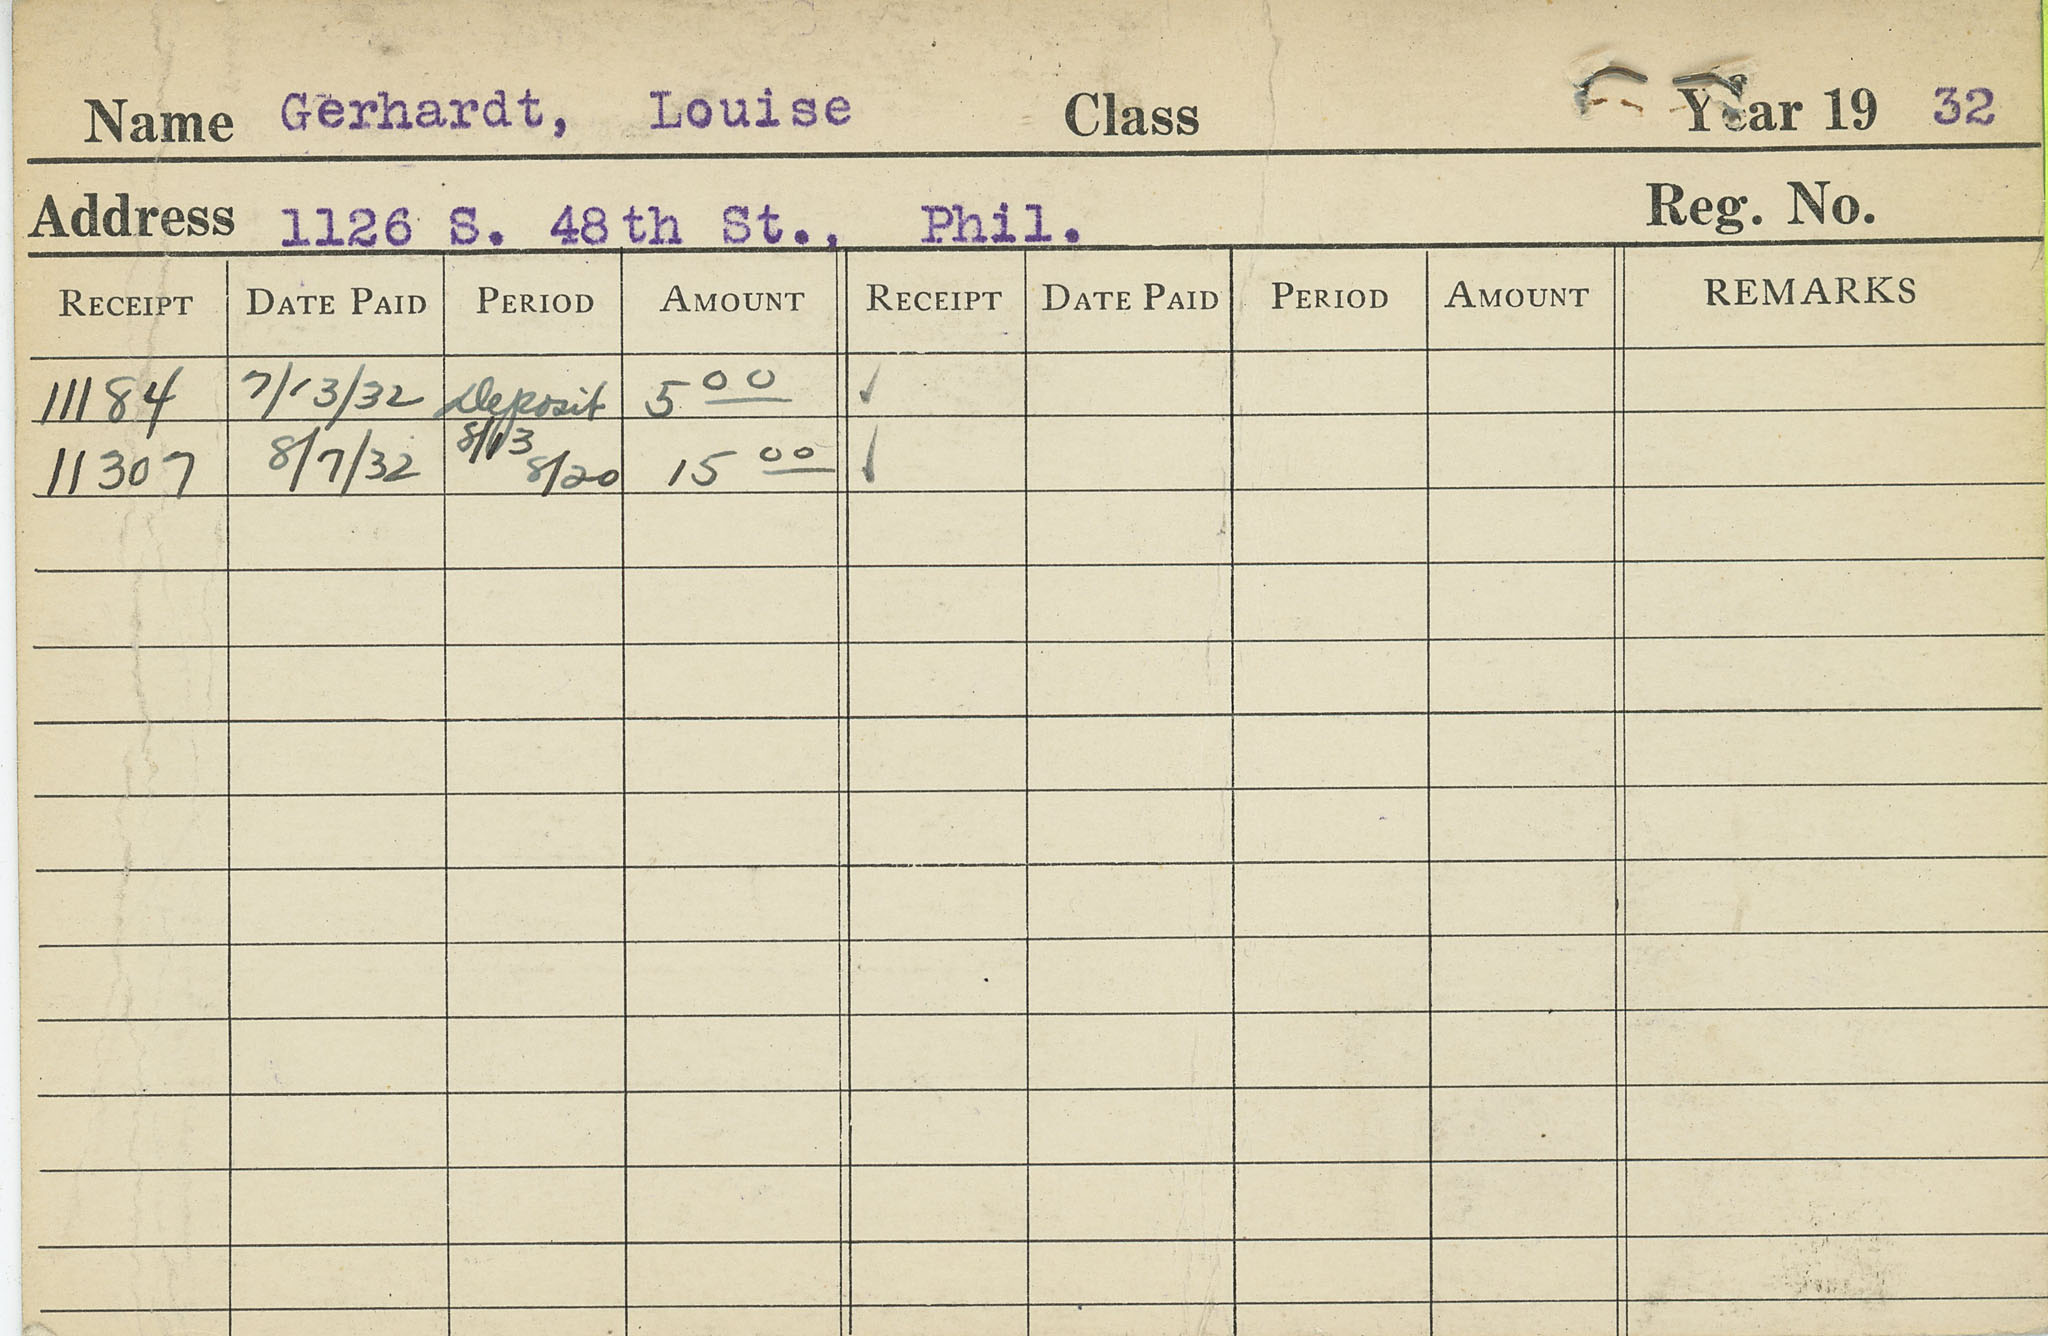 Name Gerhardt, Louise Class Year 19 32
Address 1126 S. 48th St., Phil. Reg. No.
RECEIPT DATE PAID PERIOD AMOUNT RECEIPT DATE PAID PERIOD AMOUNT REMARKS
11184 7/13/32 Deposit 5 00 ✓
11307 8/7/32 8/13 8/20 15 00 ✓